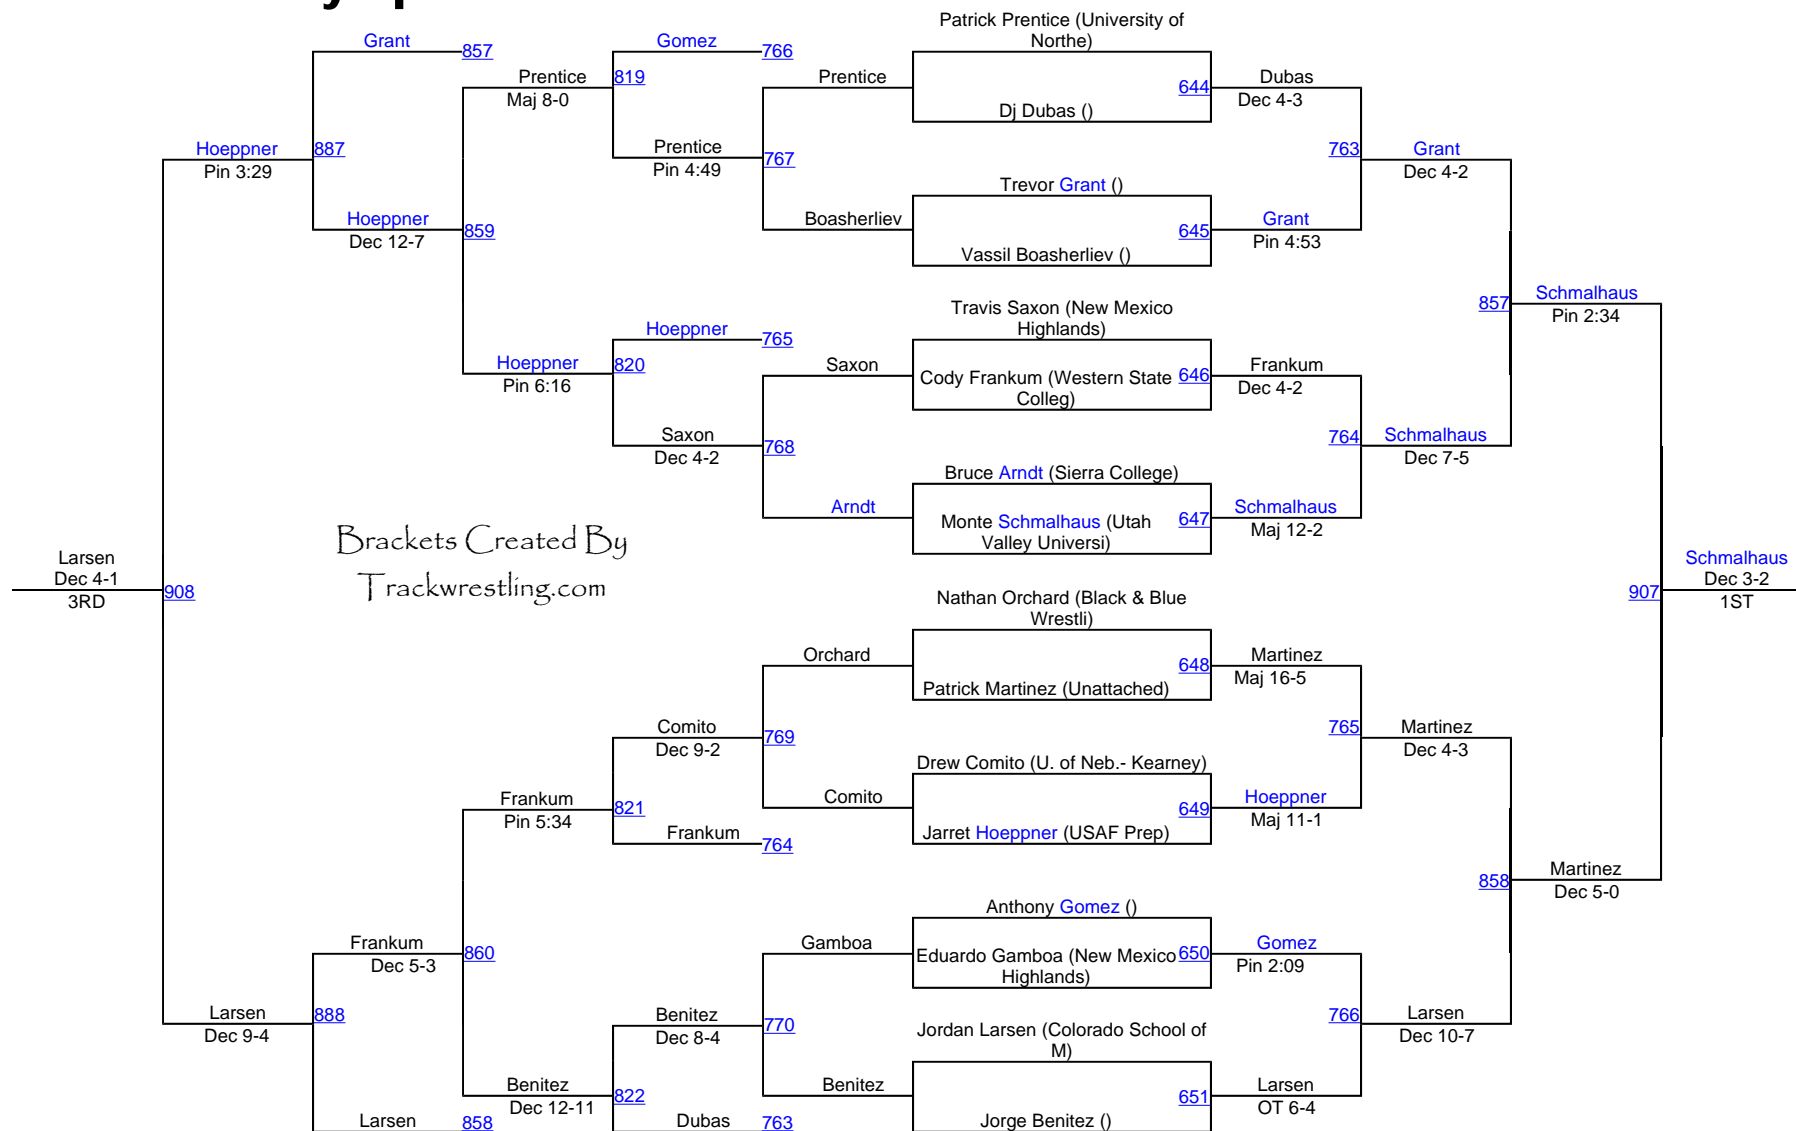 Patrick Prentice (University of
Northe)
Grant
857
Gomez
766
Prentice
Maj 8-0
819
Prentice
644
Dubas
Dec 4-3
Dj Dubas ()
Hoeppner
Pin 3:29
887
Prentice
Pin 4:49
767
763
Grant
Dec 4-2
Trevor Grant ()
Hoeppner
Dec 12-7
859
Boasherliev
645
Grant
Pin 4:53
Vassil Boasherliev ()
Schmalhaus
Pin 2:34
857
Travis Saxon (New Mexico
Highlands)
Hoeppner
765
Hoeppner
Pin 6:16
820
Saxon
Cody Frankum (Western State
Colleg)
646
Frankum
Dec 4-2
Saxon
Dec 4-2
768
764
Schmalhaus
Dec 7-5
Bruce Arndt (Sierra College)
Arndt
Monte Schmalhaus (Utah
Valley Universi)
647
Schmalhaus
Maj 12-2
Brackets Created By
Trackwrestling.com
Larsen
Dec 4-1
3RD
908
907
Schmalhaus
Dec 3-2
1ST
Nathan Orchard (Black & Blue
Wrestli)
Orchard
648
Martinez
Maj 16-5
Patrick Martinez (Unattached)
Comito
Dec 9-2
769
765
Martinez
Dec 4-3
Drew Comito (U. of Neb.- Kearney)
Frankum
Pin 5:34
821
Comito
649
Hoeppner
Maj 11-1
Frankum
764
Jarret Hoeppner (USAF Prep)
858
Martinez
Dec 5-0
Anthony Gomez ()
Frankum
Dec 5-3
860
Gamboa
Eduardo Gamboa (New Mexico
Highlands)
650
Gomez
Pin 2:09
Larsen
Dec 9-4
888
Benitez
Dec 8-4
770
766
Larsen
Dec 10-7
Jordan Larsen (Colorado School of
M)
Benitez
Dec 12-11
822
Benitez
651
Larsen
OT 6-4
Larsen
858
Dubas
763
Jorge Benitez ()